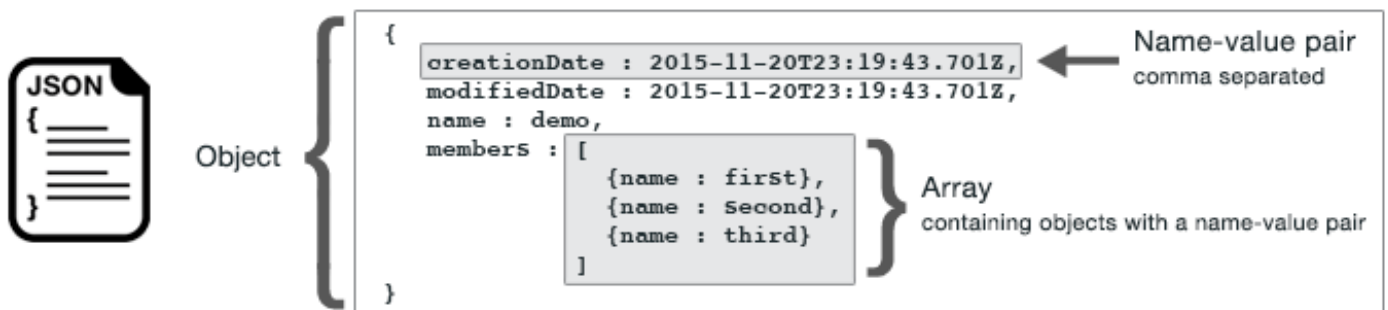 JSON
{
}
Object
{
creationDate : 2015-11-20T23:19:43.701Z,
modifiedDate : 2015-11-20T23:19:43.701Z,
name : demo,
members : [
{name : first},
{name : second},
{name : third}
]
}
Name-value pair
comma separated
Array
containing objects with a name-value pair